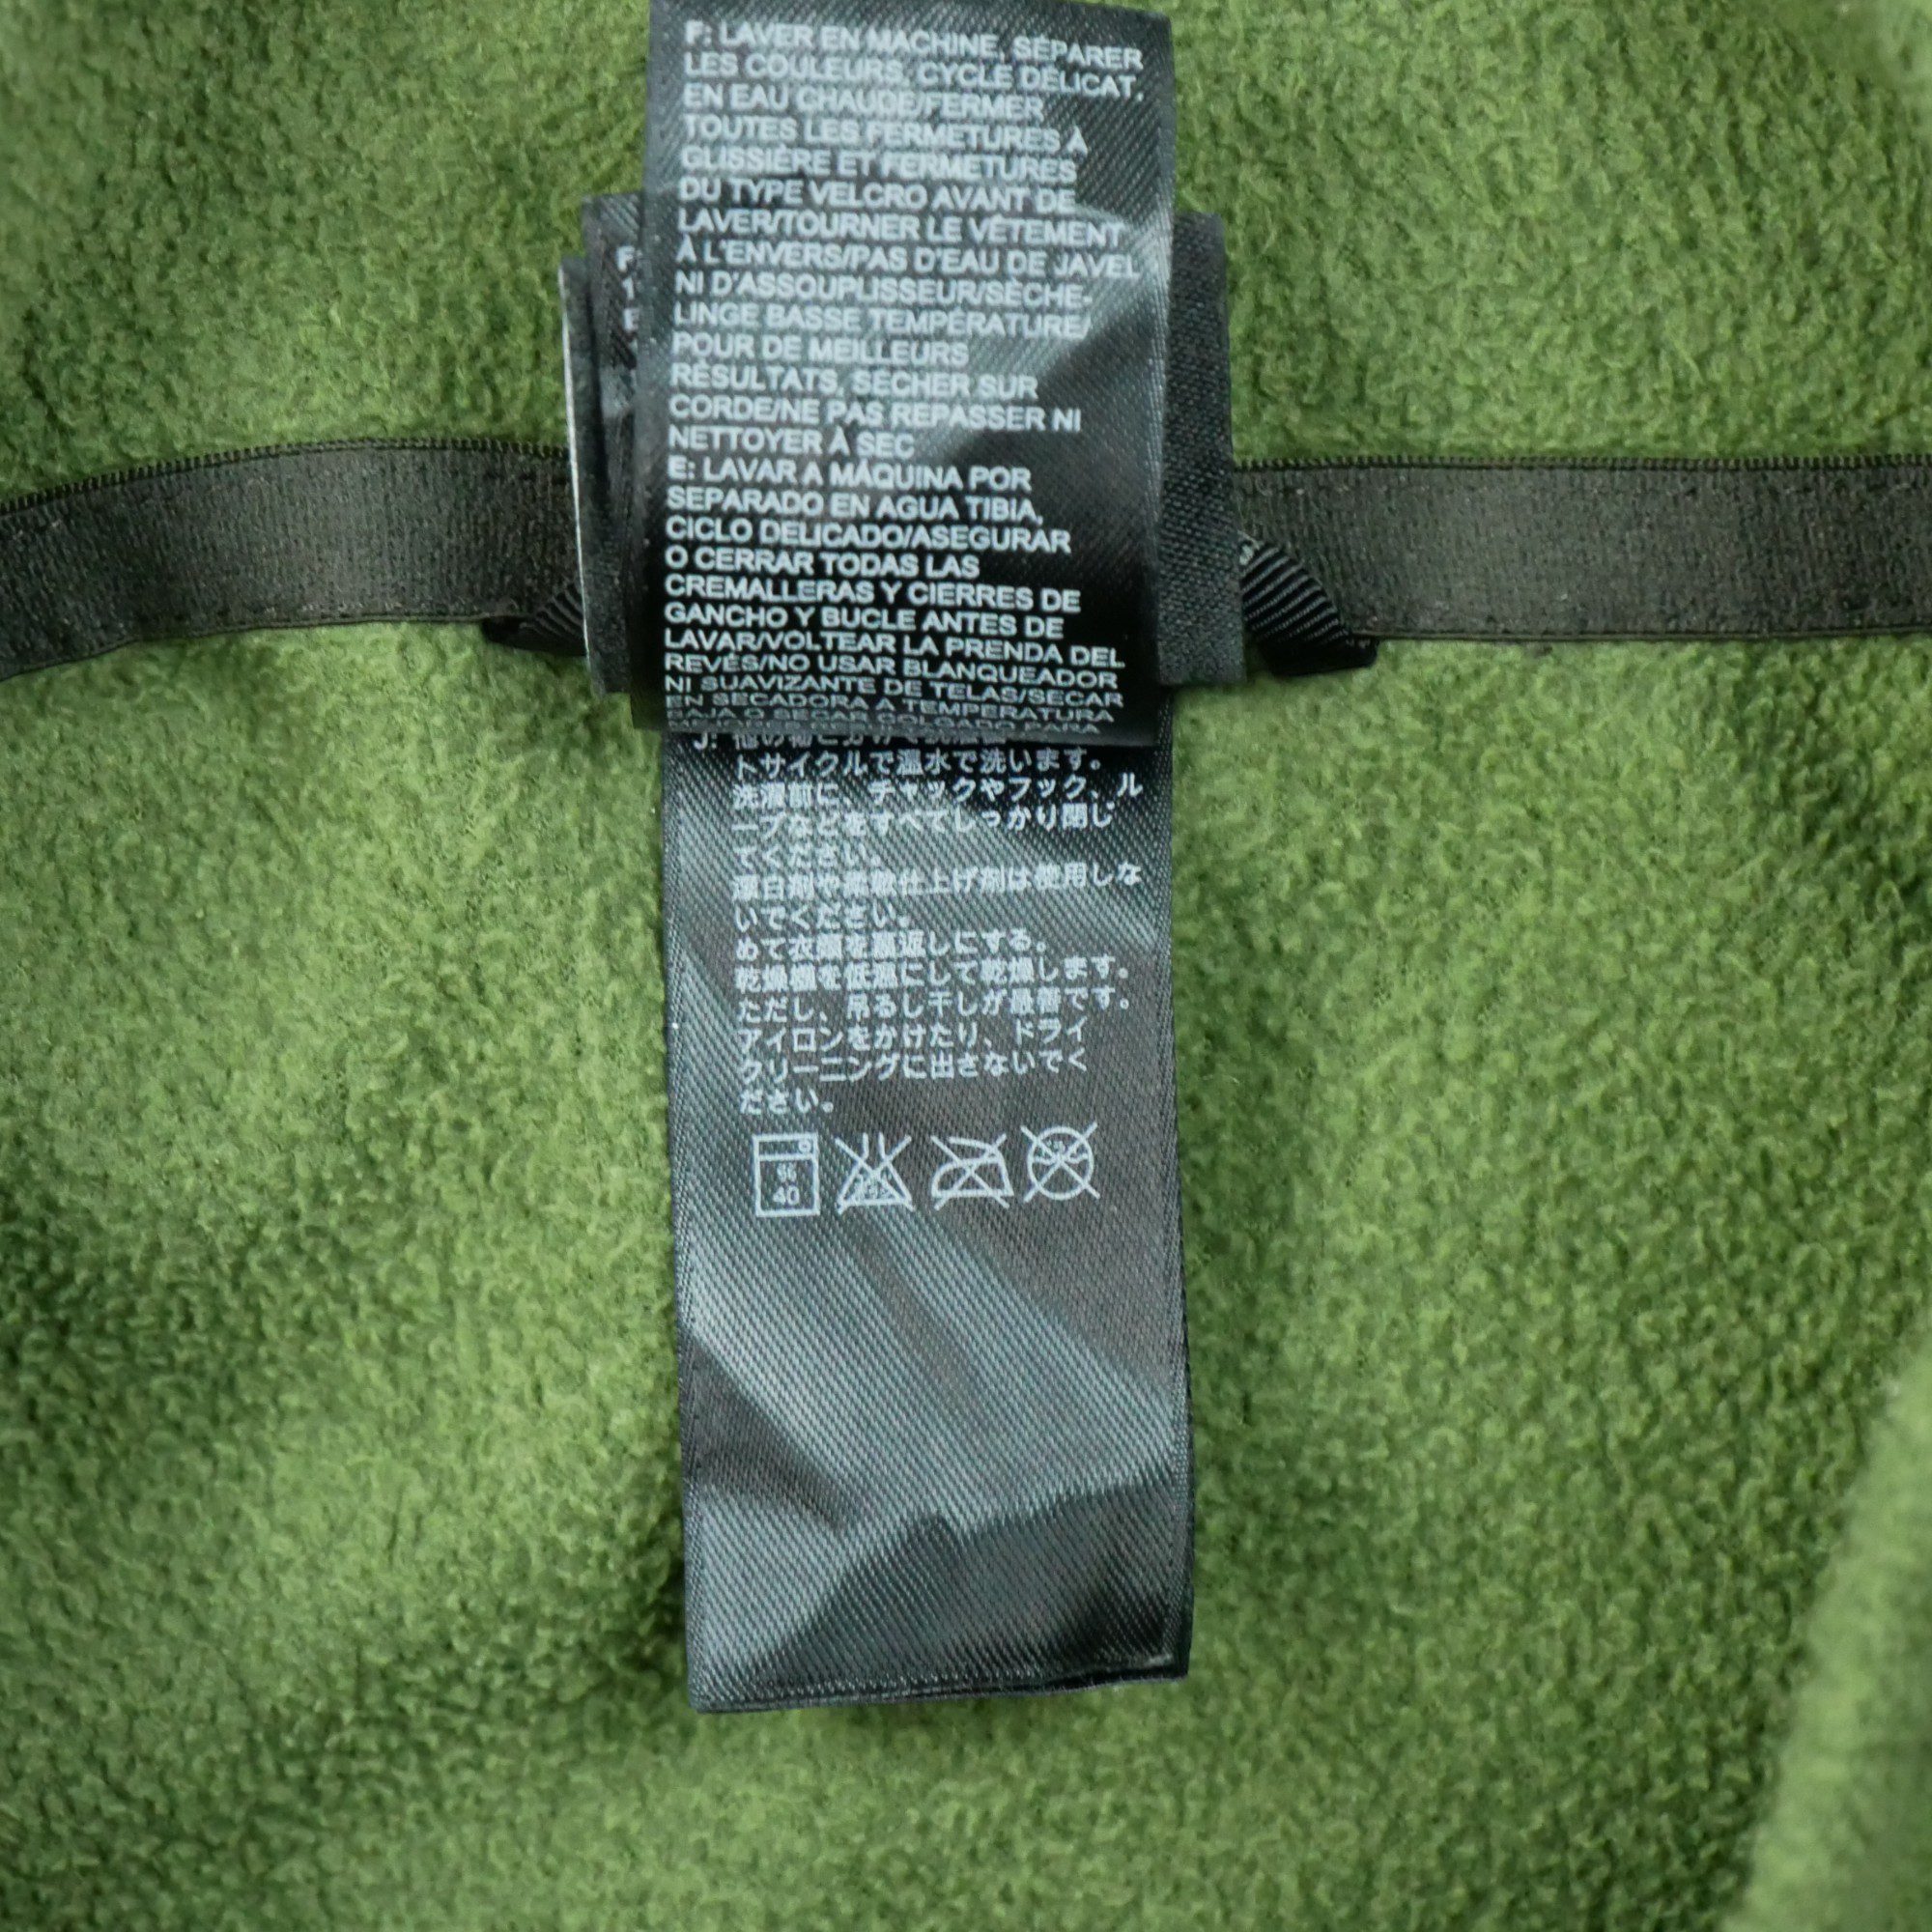 F: LAVER EN MACHINE, SÉPARER
LES COULEURS, CYCLE DÉLICAT,
EN EAU CHAUDE/FERMER
TOUTES LES FERMETURES À
GLISSIÈRE ET FERMETURES
DU TYPE VELCRO AVANT DE
LAVER/TOURNER LE VÊTEMENT
À L'ENVERS/PAS D'EAU DE JAVEL
NI D'ASSOUPLISSEUR/SÈCHE-
LINGE BASSE TEMPÉRATURE/
POUR DE MEILLEURS
RÉSULTATS, SÉCHER SUR
CORDE/NE PAS REPASSER NI
NETTOYER À SEC
E: LAVAR A MÁQUINA POR
SEPARADO EN AGUA TIBIA,
CICLO DELICADO/ASEGURAR
O CERRAR TODAS LAS
CREMALLERAS Y CIERRES DE
GANCHO Y BUCLE ANTES DE
LAVAR/VOLTEAR LA PRENDA DEL
REVÉS/NO USAR BLANQUEADOR
NI SUAVIZANTE DE TELAS/SECAR
EN SECADORA A TEMPERATURA
BAJA O SECAR COLGADO PARA
J: 他の物と分けて
トサイクルで温水で洗います。
洗濯前に、チャックやフック、ル
ープなどをすべてしっかり閉じ
てください。
漂白剤や柔軟仕上げ剤は使用しな
いでください。
めて衣類を裏返しにする。
乾燥機を低温にして乾燥します。
ただし、吊るし干しが最善です。
アイロンをかけたり、ドライ
クリーニングに出さないでく
ださい。
40